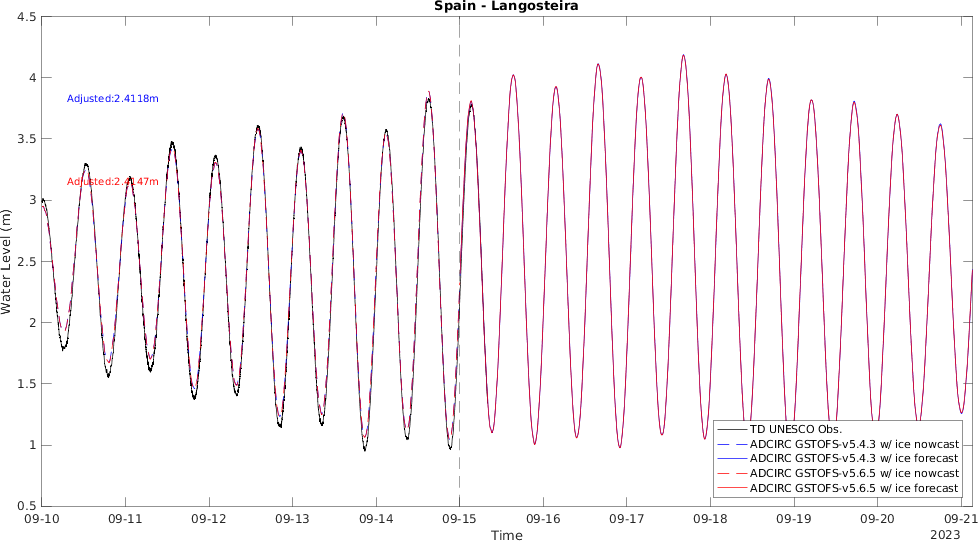 Spain - Langosteira
4.5
4
3.5
3
2.5
2
1.5
1
0.5
Water Level (m)
Adjusted:2.4118m
Adjusted:2.4147m
TD UNESCO Obs.
ADCIRC GSTOFS-v5.4.3 w/ ice nowcast
ADCIRC GSTOFS-v5.4.3 w/ ice forecast
ADCIRC GSTOFS-v5.6.5 w/ ice nowcast
ADCIRC GSTOFS-v5.6.5 w/ ice forecast
09-10 09-11 09-12 09-13 09-14 09-15 09-16 09-17 09-18 09-19 09-20 09-21
Time
2023